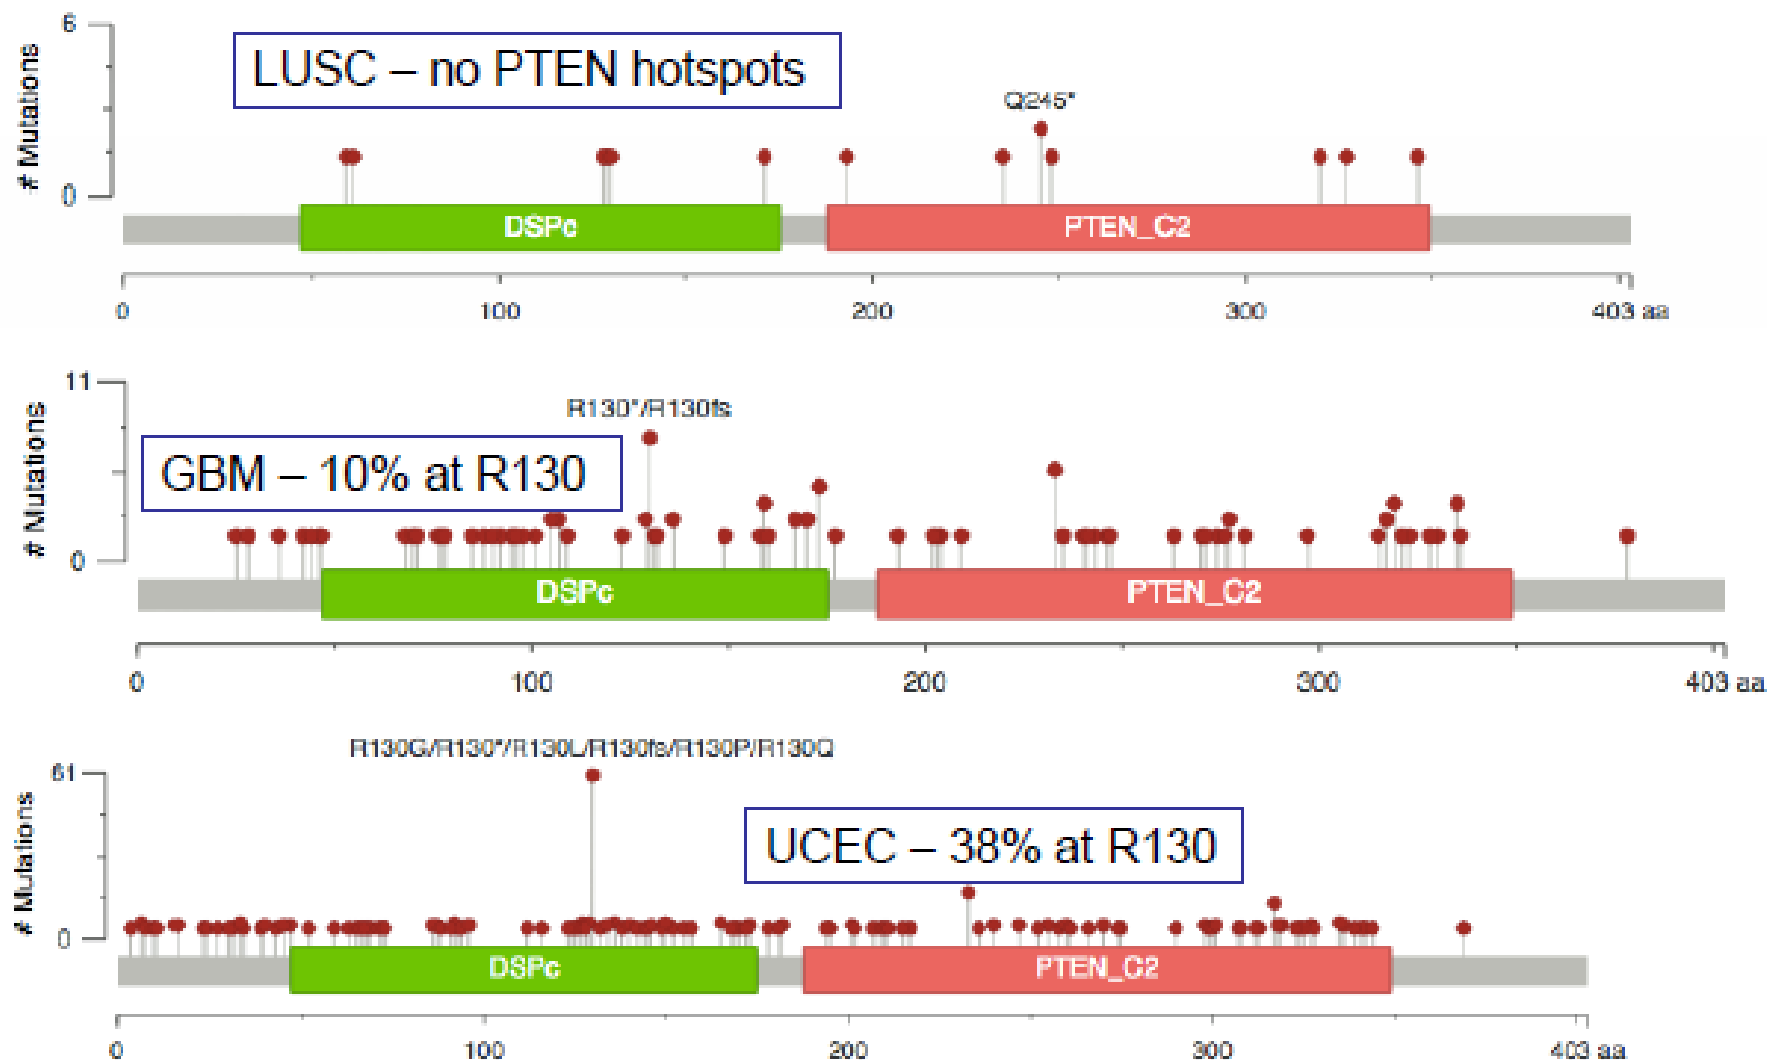 6
# Mutations
LUSC – no PTEN hotspots
Q245*
0
DSPc
PTEN_C2
0
100
200
300
403 aa
11
# Mutations
R130*/R130fs
GBM – 10% at R130
0
DSPc
PTEN_C2
0
100
200
300
403 aa
R130G/R130*/R130L/R130fs/R130P/R130Q
61
# Mutations
UCEC – 38% at R130
0
DSPc
PTEN_C2
0
100
200
300
403 aa